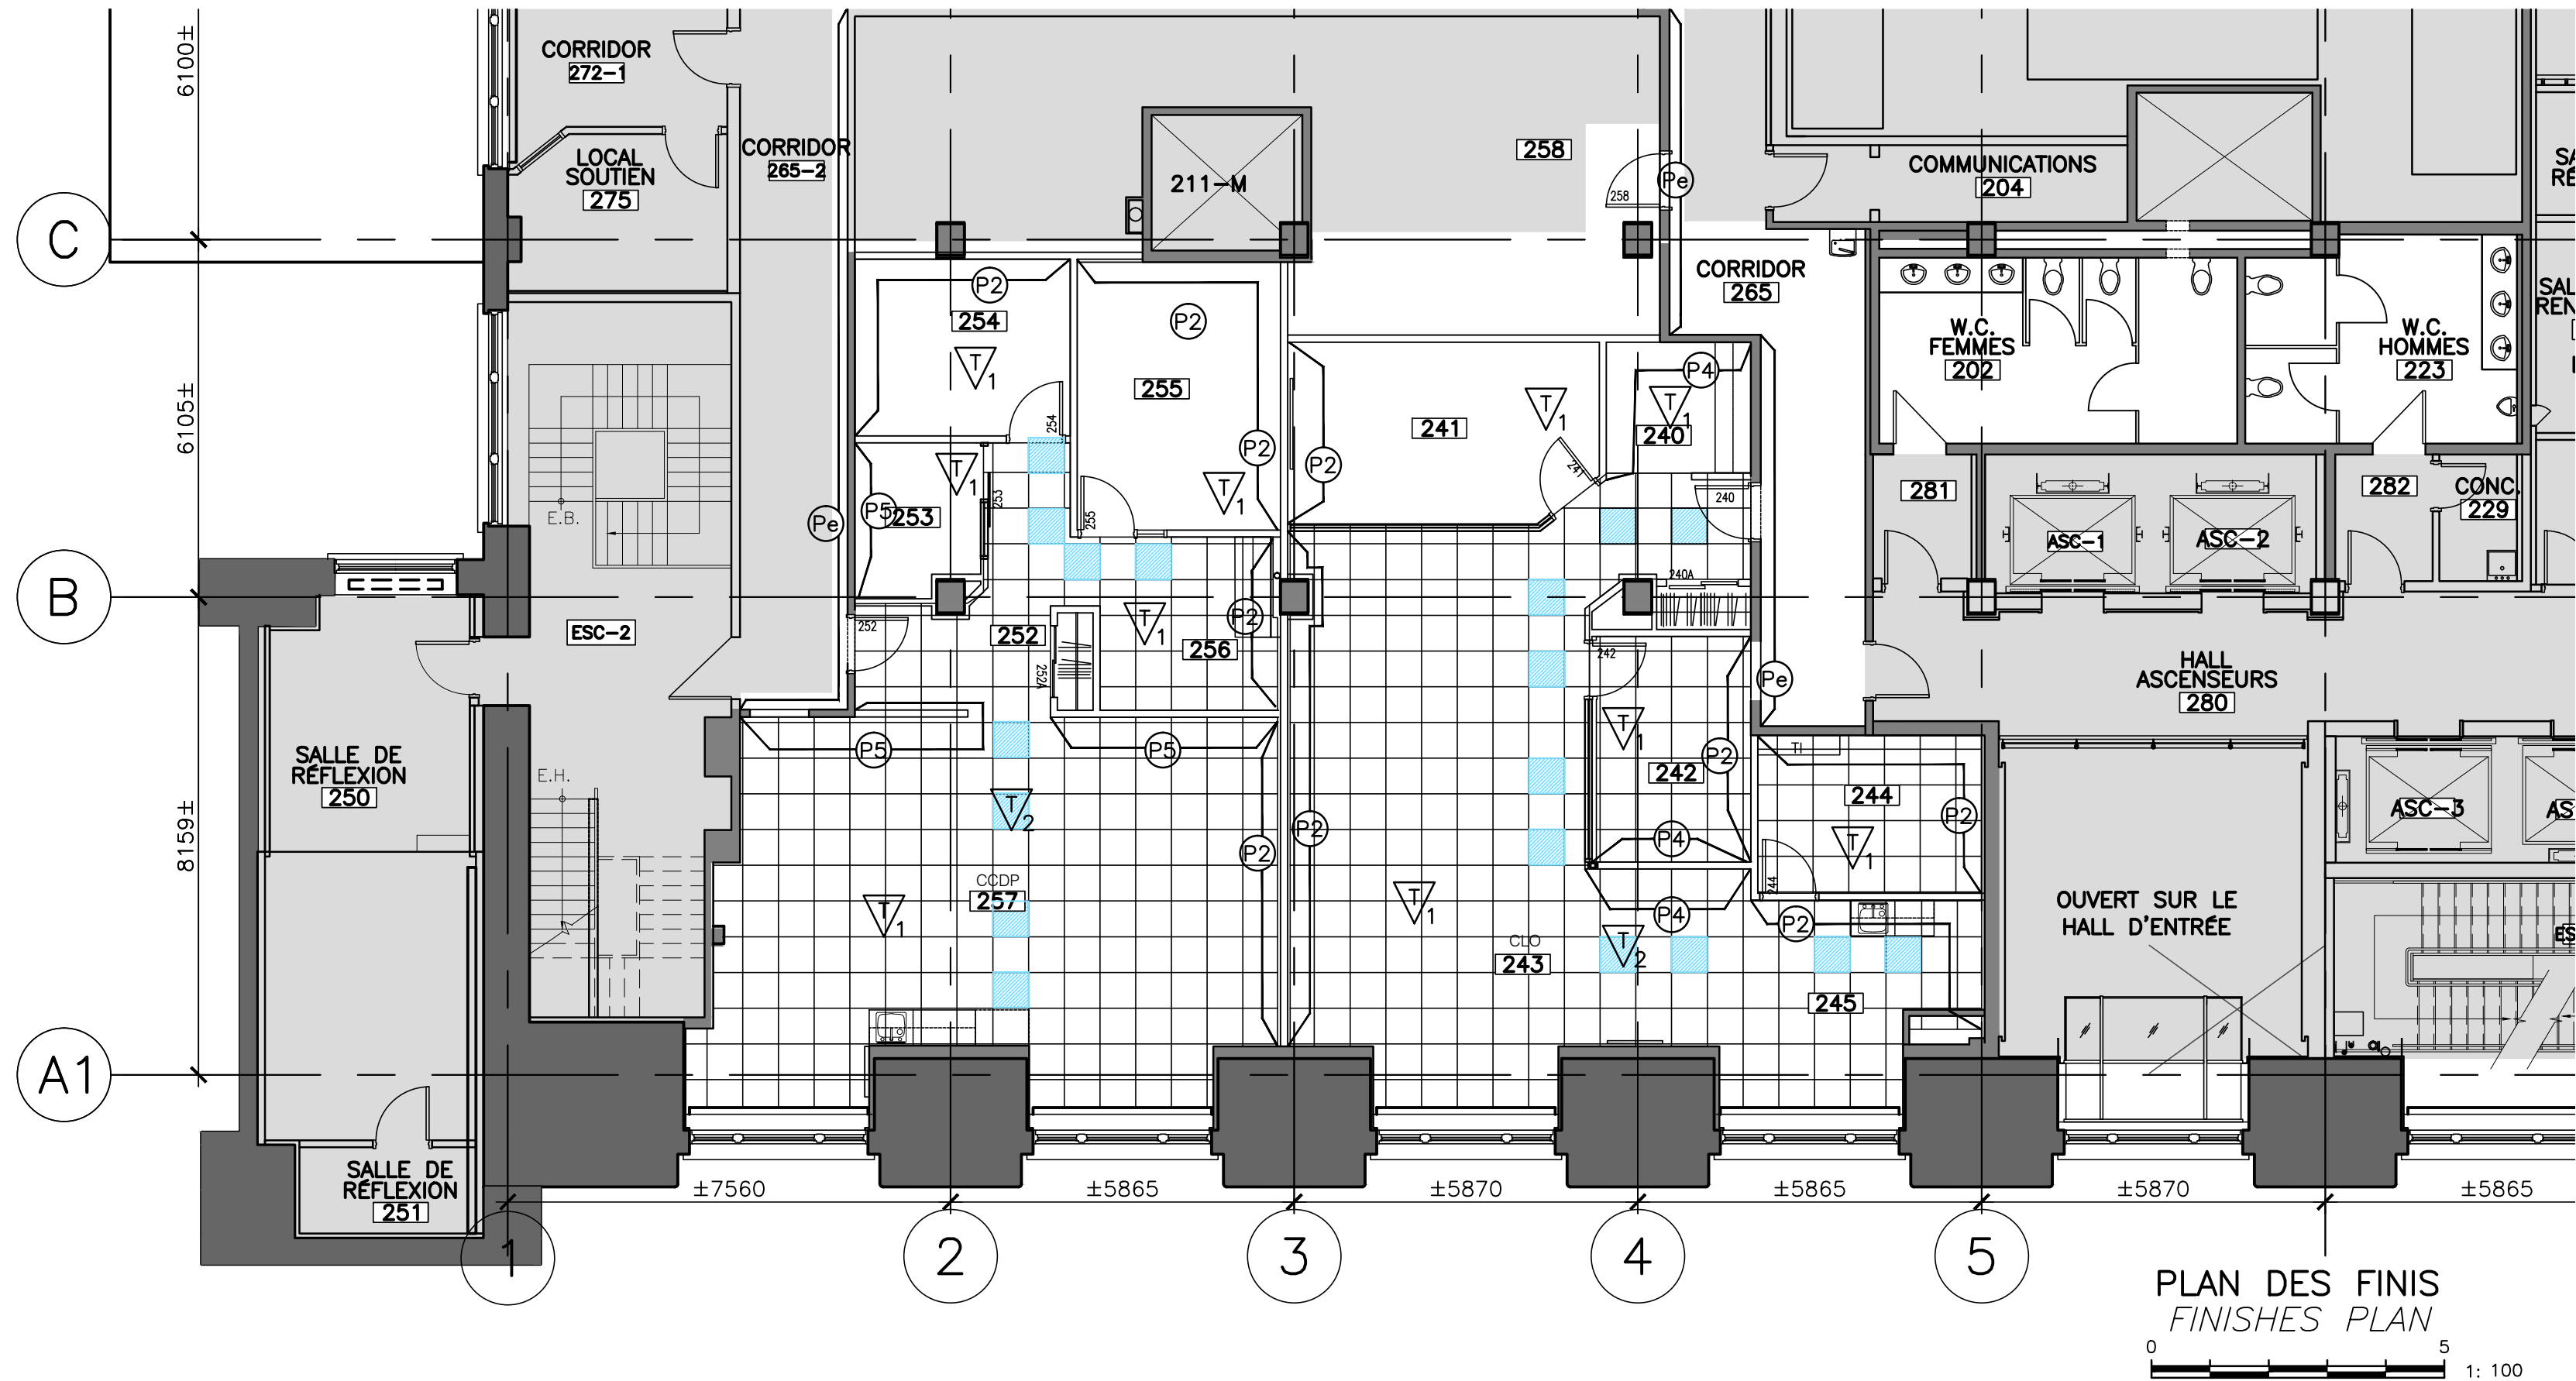 6100±
6105±
8159±
C
B
A1
CORRIDOR
272-1
LOCAL
SOUTIEN
275
CORRIDOR
265-2
211-M
258
258
Pe
COMMUNICATIONS
204
CORRIDOR
265
W.C.
FEMMES
202
W.C.
HOMMES
223
P2
254
T
1
254
P2
255
P2
T
1
255
241
T
1
241
P2
P4
T
1
240
240
240A
T
1
P5
253
253
Pe
E.B.
ESC-2
252
252
252A
T
1
P2
256
281
ASC-1
ASC-2
282
CONC.
229
HALL
ASCENSEURS
280
242
T
1
242
P2
P4
Pe
TI
244
P2
T
1
244
SALLE DE
RÉFLEXION
250
E.H.
P5
P5
T
2
P2
P2
CCDP
257
T
1
T
1
P4
P2
CLO
243
T
2
245
OUVERT SUR LE
HALL D'ENTRÉE
ASC-3
AS
ES
SALLE DE
RÉFLEXION
251
±7560
±5865
±5870
±5865
±5870
±5865
1
2
3
4
5
PLAN DES FINIS
FINISHES PLAN
0
5
1: 100